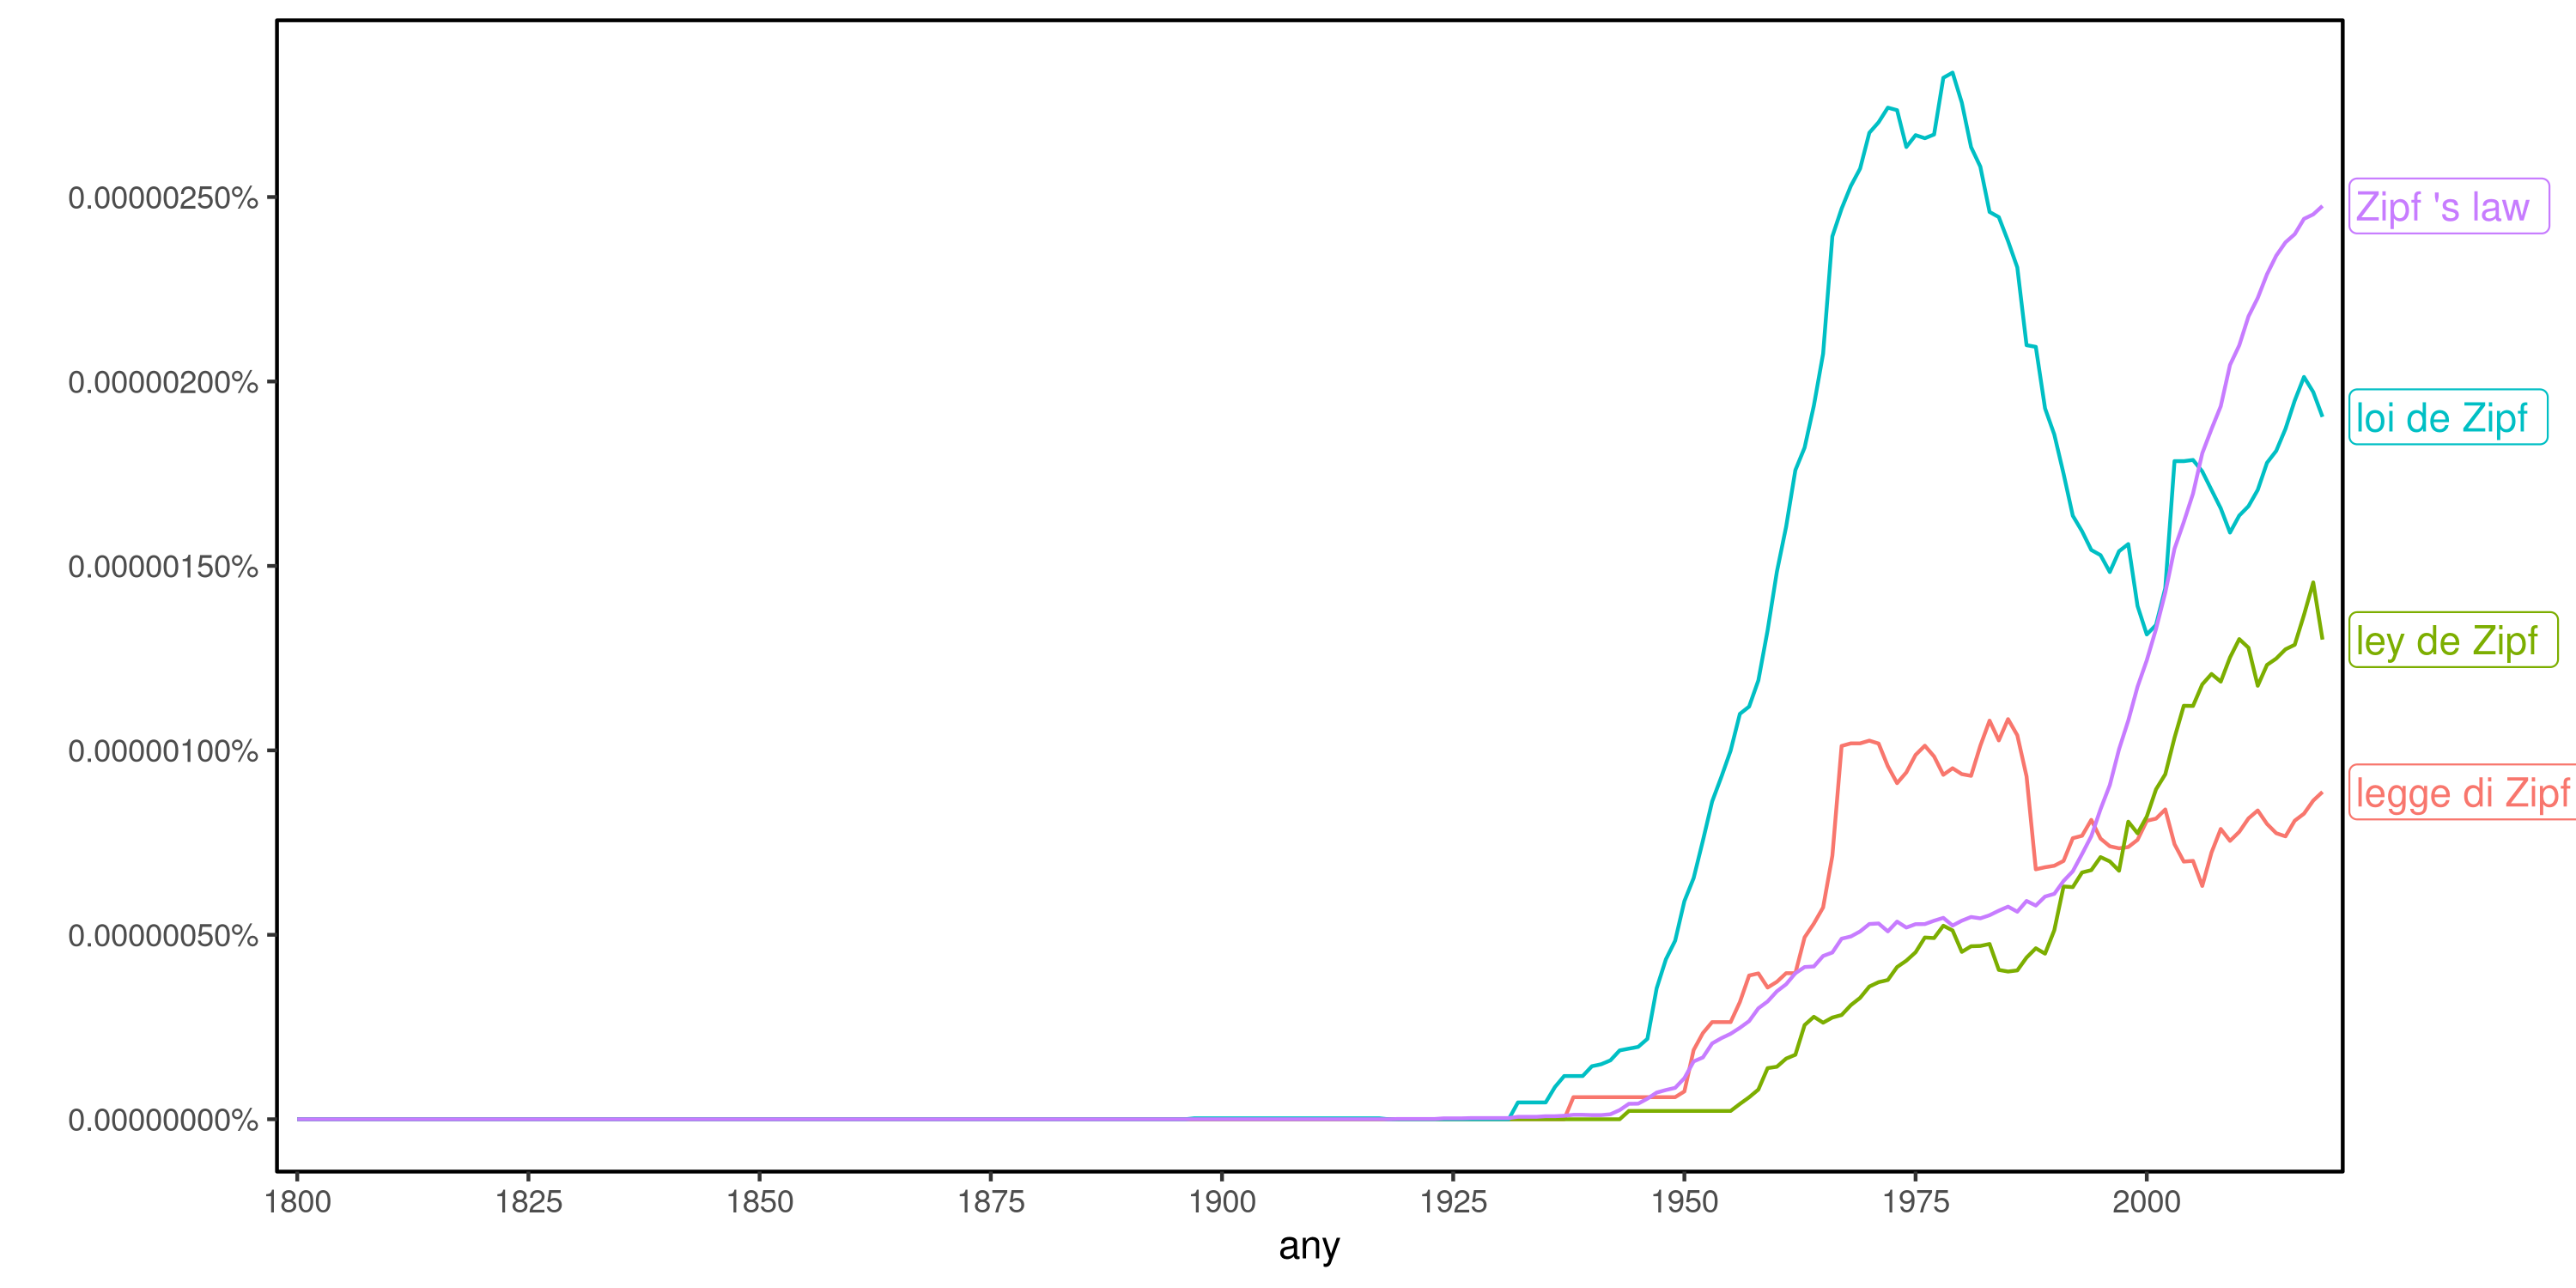 0.00000250%
0.00000200%
0.00000150%
0.00000100%
0.00000050%
0.00000000%
1800 1825 1850 1875 1900 1925 1950 1975 2000
any
Zipf 's law
loi de Zipf
ley de Zipf
legge di Zipf